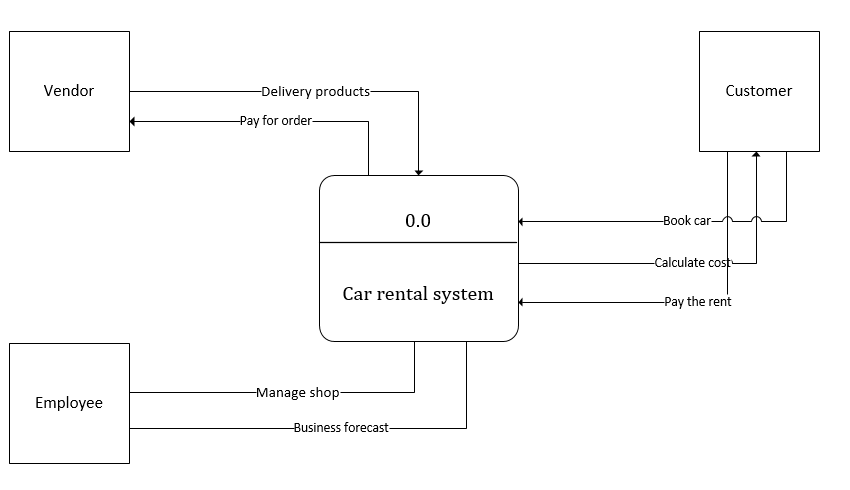 Vendor
Delivery products
Pay for order
Customer
0.0
Book car
Calculate cost
Car rental system
Pay the rent
Employee
Manage shop
Business forecast